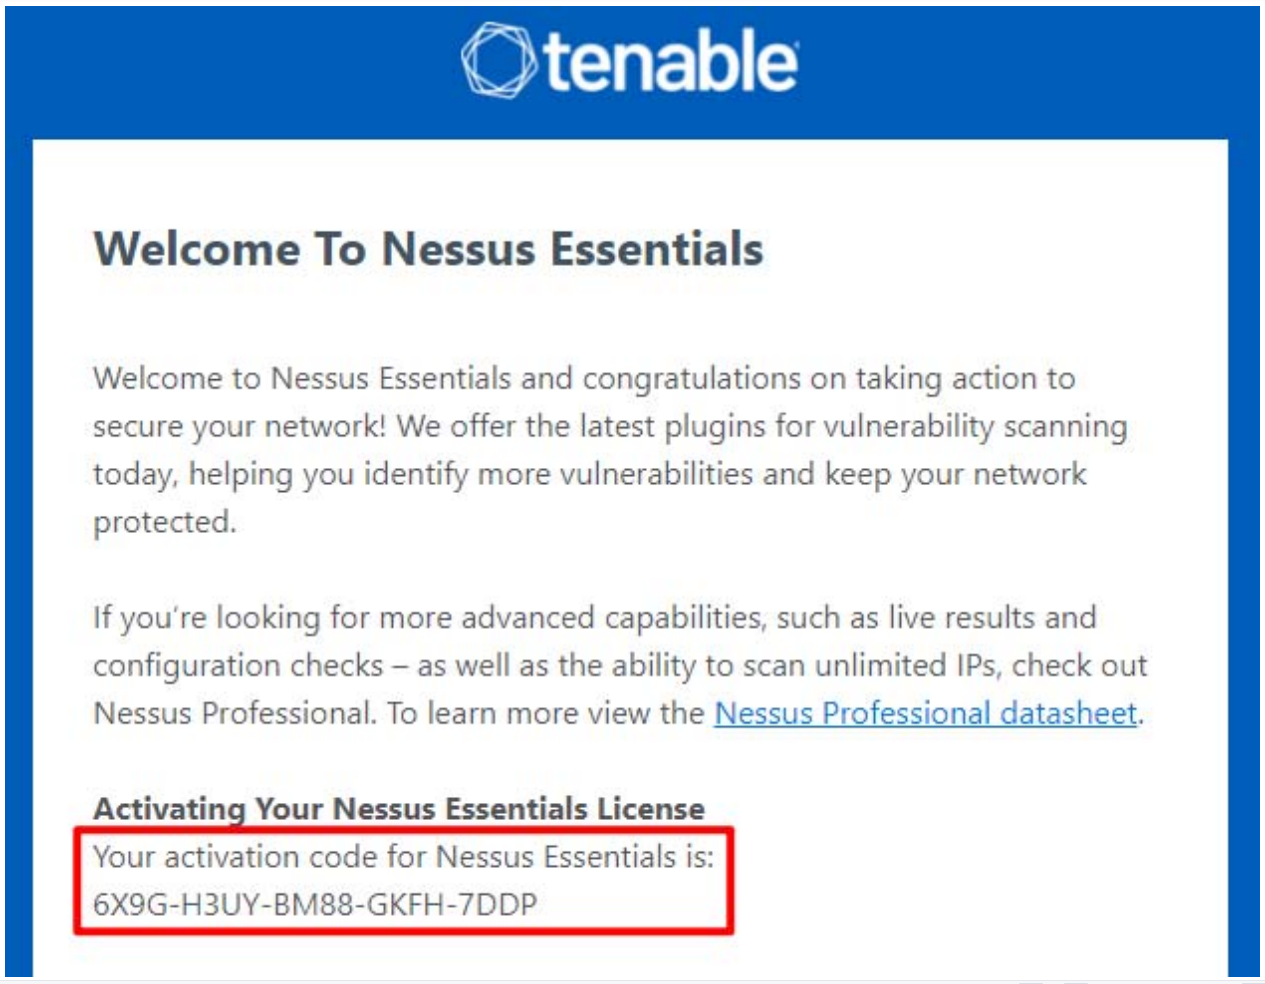 tenable
Welcome To Nessus Essentials
Welcome to Nessus Essentials and congratulations on taking action to
secure your network! We offer the latest plugins for vulnerability scanning
today, helping you identify more vulnerabilities and keep your network
protected.
If you're looking for more advanced capabilities, such as live results and
configuration checks – as well as the ability to scan unlimited IPs, check out
Nessus Professional. To learn more view the Nessus Professional datasheet.
Activating Your Nessus Essentials License
Your activation code for Nessus Essentials is:
6X9G-H3UY-BM88-GKFH-7DDP